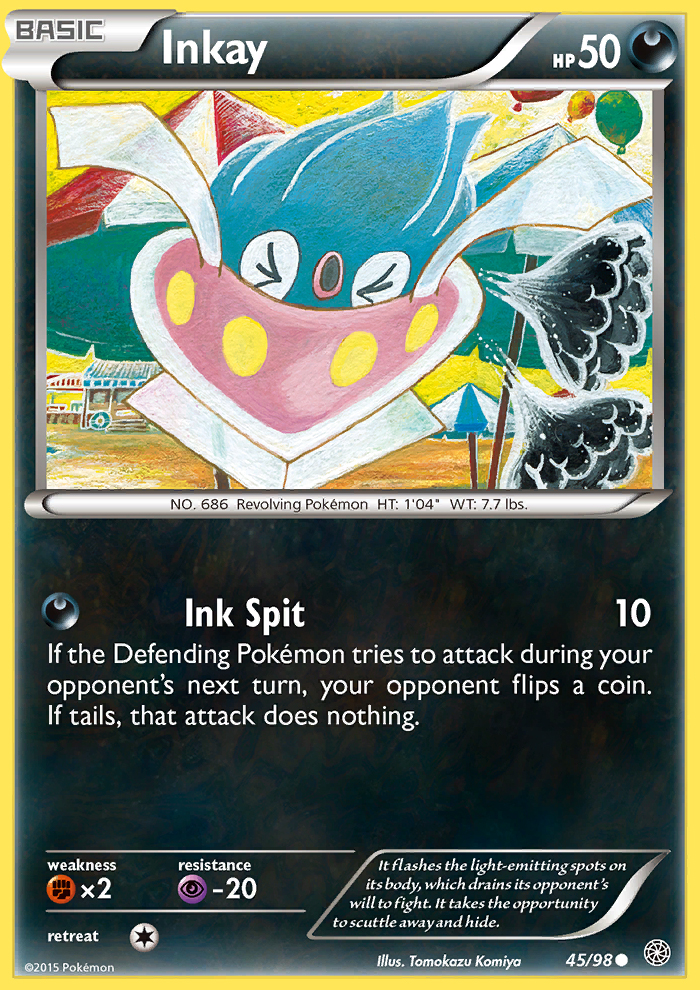 BASIC
Inkay
HP50
NO. 686 Revolving Pokémon HT: 1'04" WT: 7.7 lbs.
Ink Spit 10
If the Defending Pokémon tries to attack during your
opponent's next turn, your opponent flips a coin.
If tails, that attack does nothing.
weakness
×2
resistance
-20
retreat
It flashes the light-emitting spots on
its body, which drains its opponent's
will to fight. It takes the opportunity
to scuttle away and hide.
©2015 Pokémon
Illus. Tomokazu Komiya
45/98